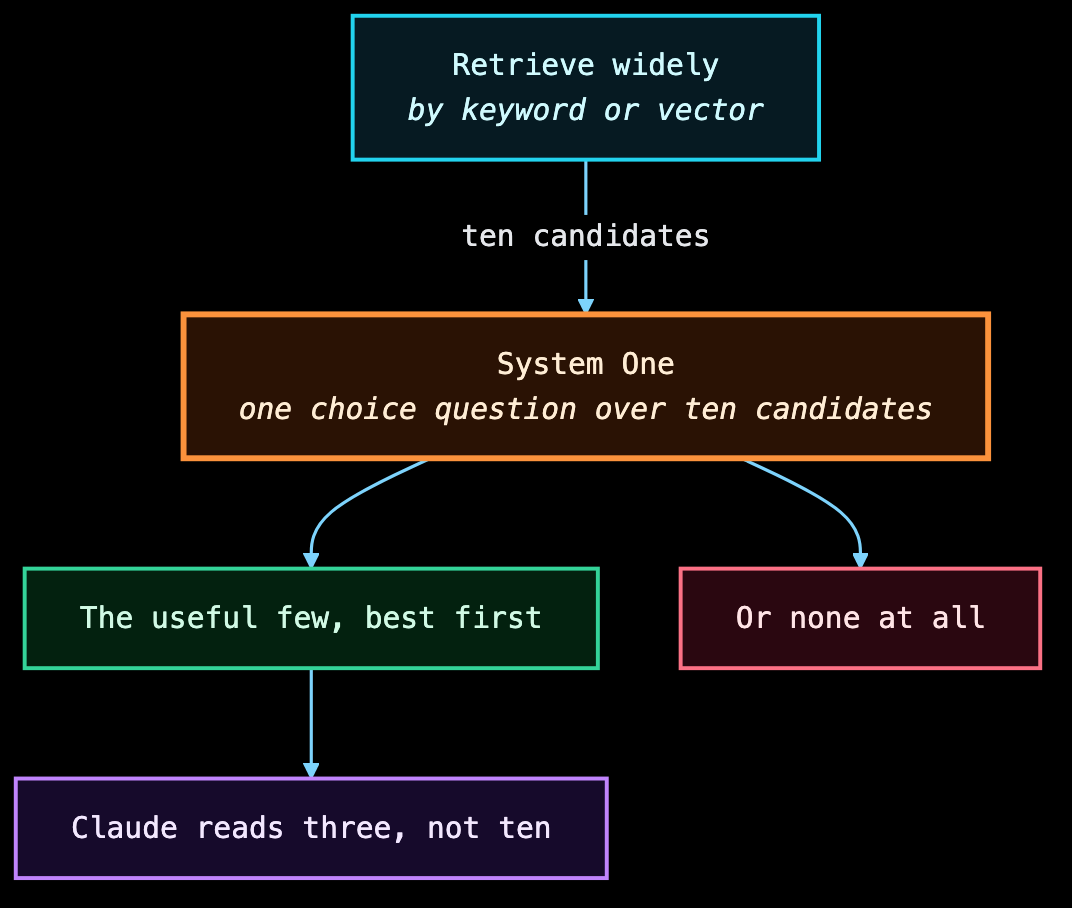 Retrieve widely
by keyword or vector
ten candidates
System One
one choice question over ten candidates
The useful few, best first
Or none at all
Claude reads three, not ten